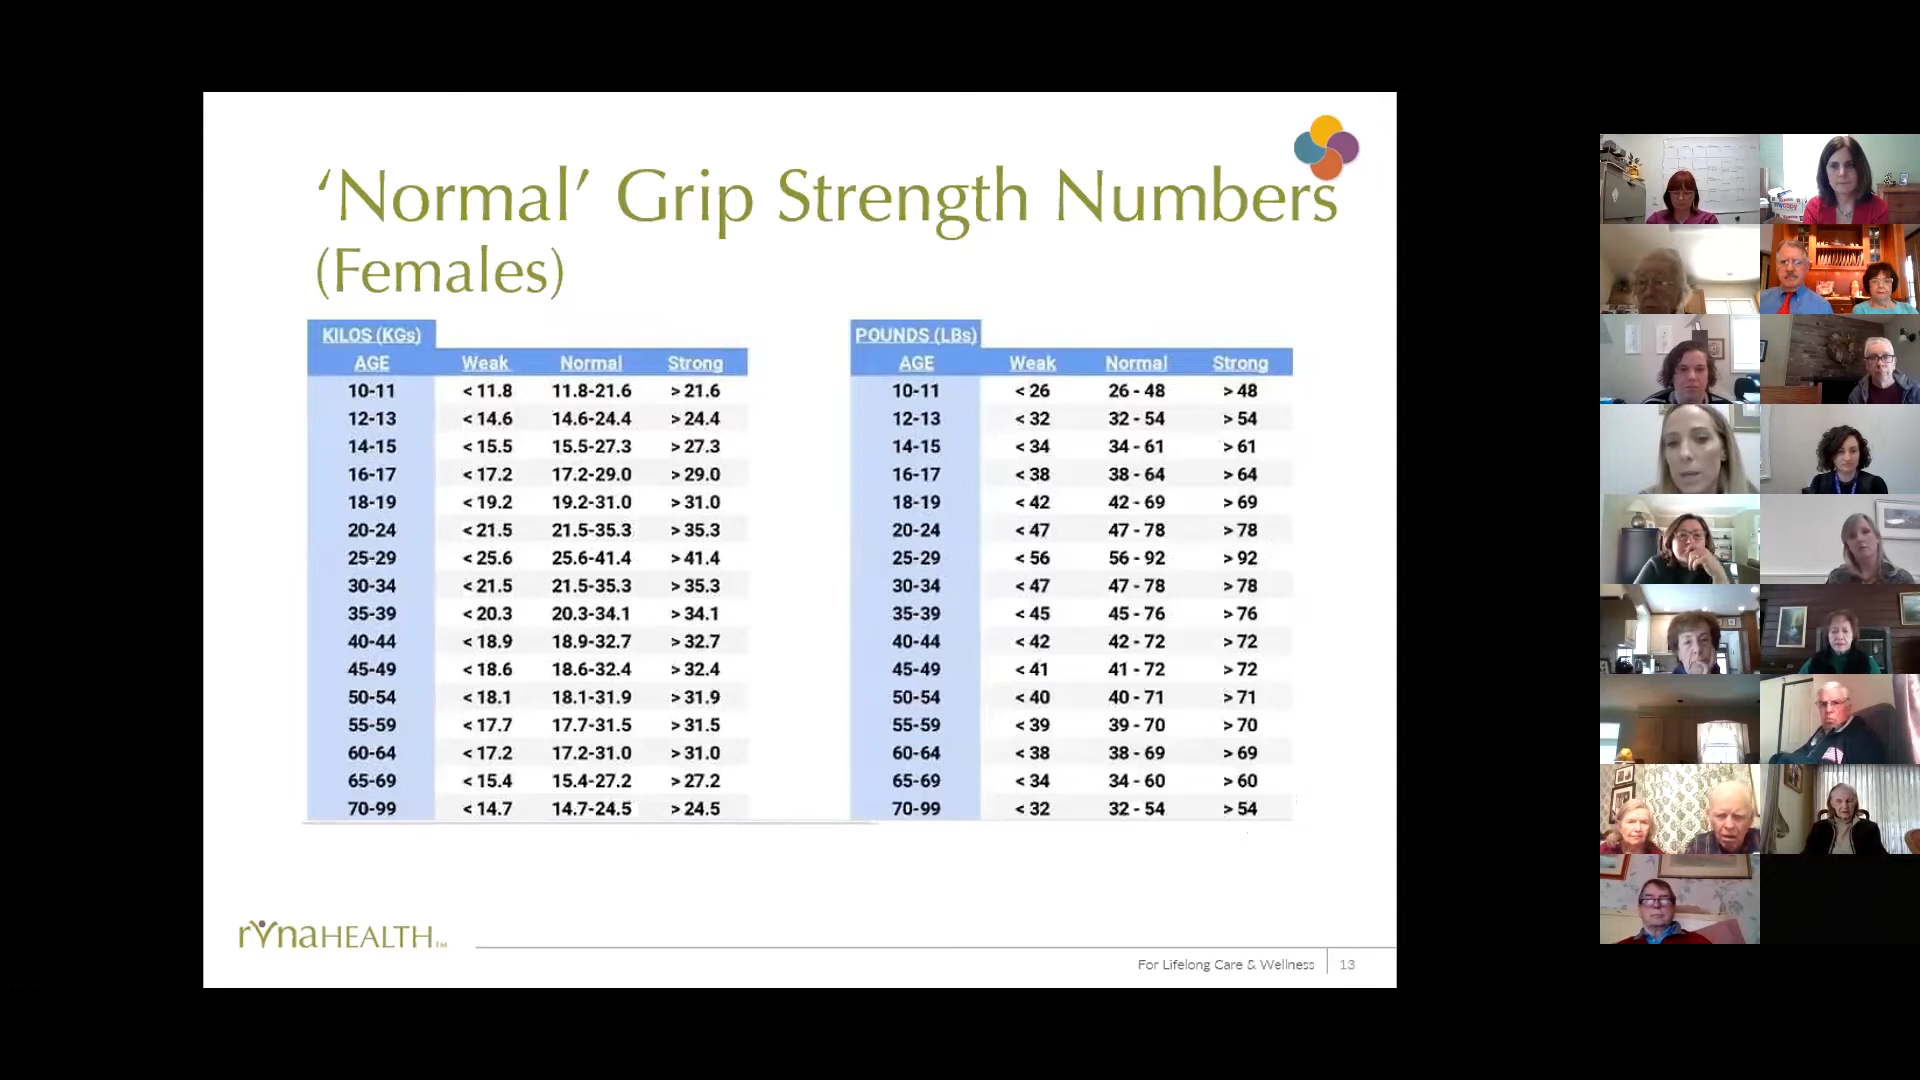 ‘Normal’ Grip Strength Numbers
(Females)
KILOS (KGs)
AGE Weak Normal Strong
10-11 < 11.8 11.8-21.6 > 21.6
12-13 < 14.6 14.6-24.4 > 24.4
14-15 < 15.5 15.5-27.3 > 27.3
16-17 < 17.2 17.2-29.0 > 29.0
18-19 < 19.2 19.2-31.0 > 31.0
20-24 < 21.5 21.5-35.3 > 35.3
25-29 < 25.6 25.6-41.4 > 41.4
30-34 < 21.5 21.5-35.3 > 35.3
35-39 < 20.3 20.3-34.1 > 34.1
40-44 < 18.9 18.9-32.7 > 32.7
45-49 < 18.6 18.6-32.4 > 32.4
50-54 < 18.1 18.1-31.9 > 31.9
55-59 < 17.7 17.7-31.5 > 31.5
60-64 < 17.2 17.2-31.0 > 31.0
65-69 < 15.4 15.4-27.2 > 27.2
70-99 < 14.7 14.7-24.5 > 24.5
POUNDS (LBs)
AGE Weak Normal Strong
10-11 < 26 26 - 48 > 48
12-13 < 32 32 - 54 > 54
14-15 < 34 34 - 61 > 61
16-17 < 38 38 - 64 > 64
18-19 < 42 42 - 69 > 69
20-24 < 47 47 - 78 > 78
25-29 < 56 56 - 92 > 92
30-34 < 47 47 - 78 > 78
35-39 < 45 45 - 76 > 76
40-44 < 42 42 - 72 > 72
45-49 < 41 41 - 72 > 72
50-54 < 40 40 - 71 > 71
55-59 < 39 39 - 70 > 70
60-64 < 38 38 - 69 > 69
65-69 < 34 34 - 60 > 60
70-99 < 32 32 - 54 > 54
rynaHEALTH™
For Lifelong Care & Wellness 13
mycopy